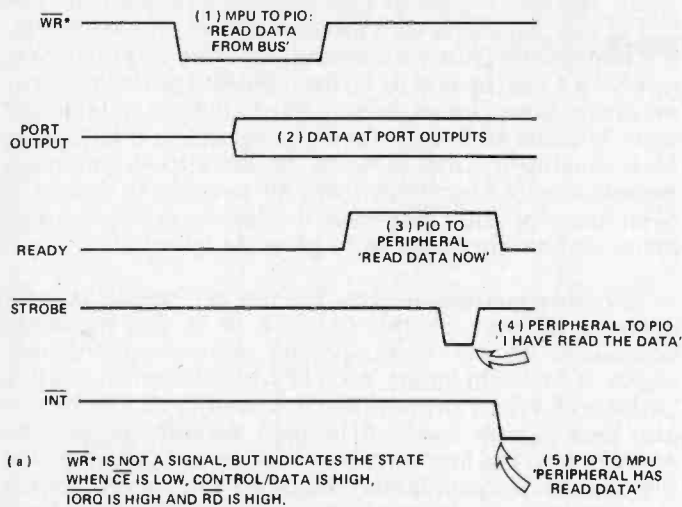 WR*
( 1 ) MPU TO PIO:
'READ DATA
FROM BUS'
PORT
OUTPUT
( 2 ) DATA AT PORT OUTPUTS
READY
( 3 ) PIO TO
PERIPHERAL
'READ DATA NOW'
STROBE
( 4 ) PERIPHERAL TO PIO
' I HAVE READ THE DATA'
INT
( 5 ) PIO TO MPU
'PERIPHERAL HAS
READ DATA'
( a ) WR* IS NOT A SIGNAL, BUT INDICATES THE STATE
WHEN CE IS LOW, CONTROL/DATA IS HIGH,
IORQ IS HIGH AND RD IS HIGH.